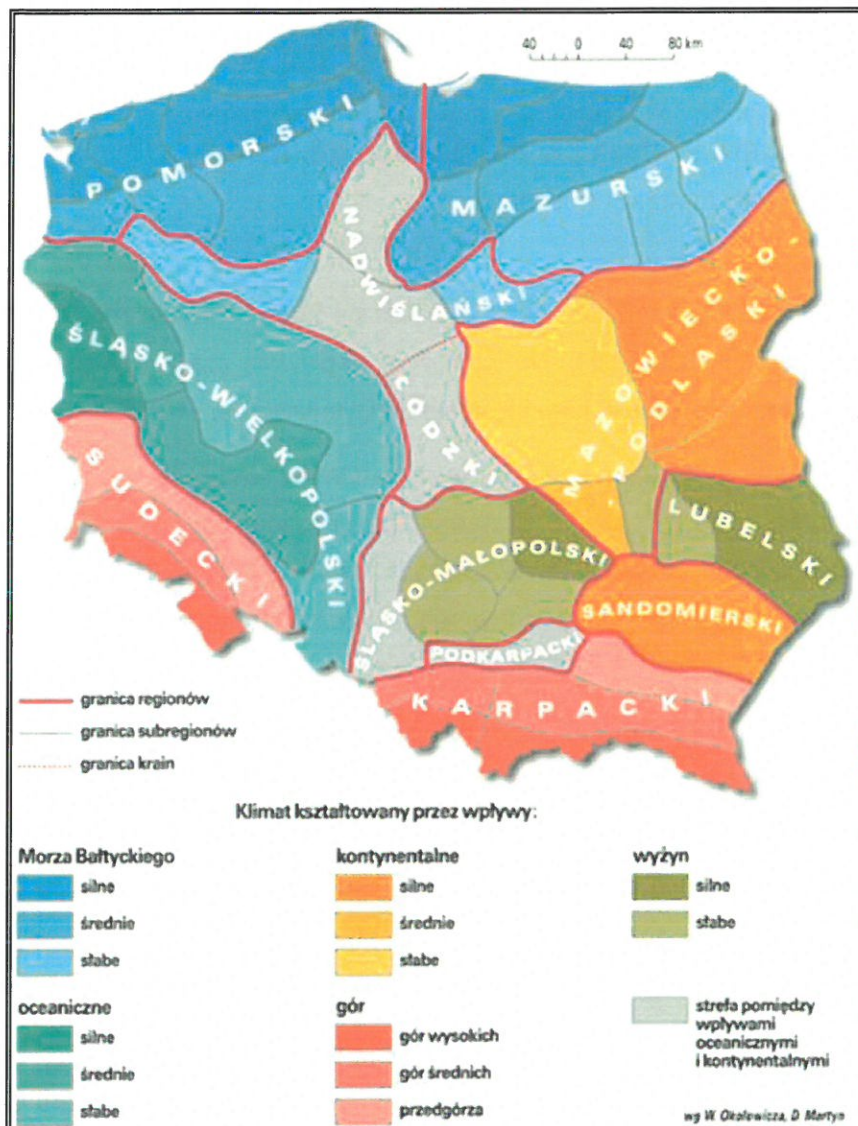 40 0 40 80 km
POMORSKI
MAZURSKI
NADWIŚLAŃSKI
MAZOWIECKO-
-PODLASKI
ŁÓDZKI
ŚLĄSKO-WIELKOPOLSKI
SUDECKI
LUBELSKI
ŚLĄSKO-MAŁOPOLSKI
SANDOMIERSKI
PODKARPACKI
KARPACKI
granica regionów
granica subregionów
granica krain
Klimat kształtowany przez wpływy:
Morza Bałtyckiego
silne
średnie
słabe
kontynentalne
silne
średnie
słabe
wyżyn
silne
słabe
oceaniczne
silne
średnie
słabe
gór
gór wysokich
gór średnich
przedgórza
strefa pomiędzy
wpływami
oceanicznymi
i kontynentalnymi
wg W. Okołowicza, D. Martyn